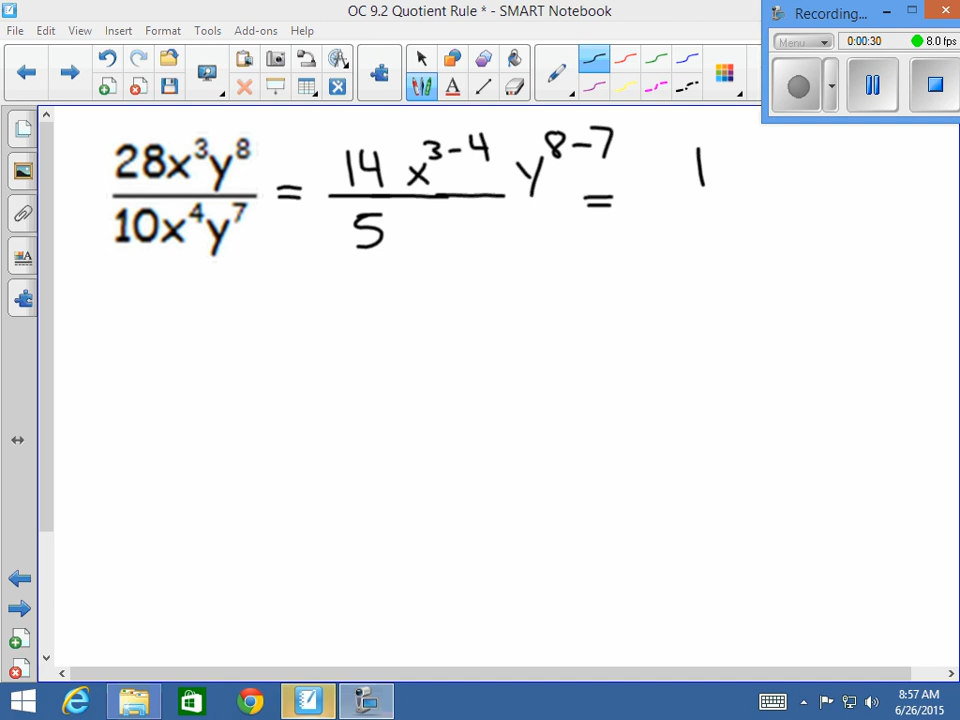 OC 9.2 Quotient Rule * - SMART Notebook
Recording...
File Edit View Insert Format Tools Add-ons Help
Menu 0:00:30 8.0 fps
28x³y⁸ = 14 x³⁻⁴ y⁸⁻⁷ = 1
10x⁴y⁷ 5
8:57 AM
6/26/2015